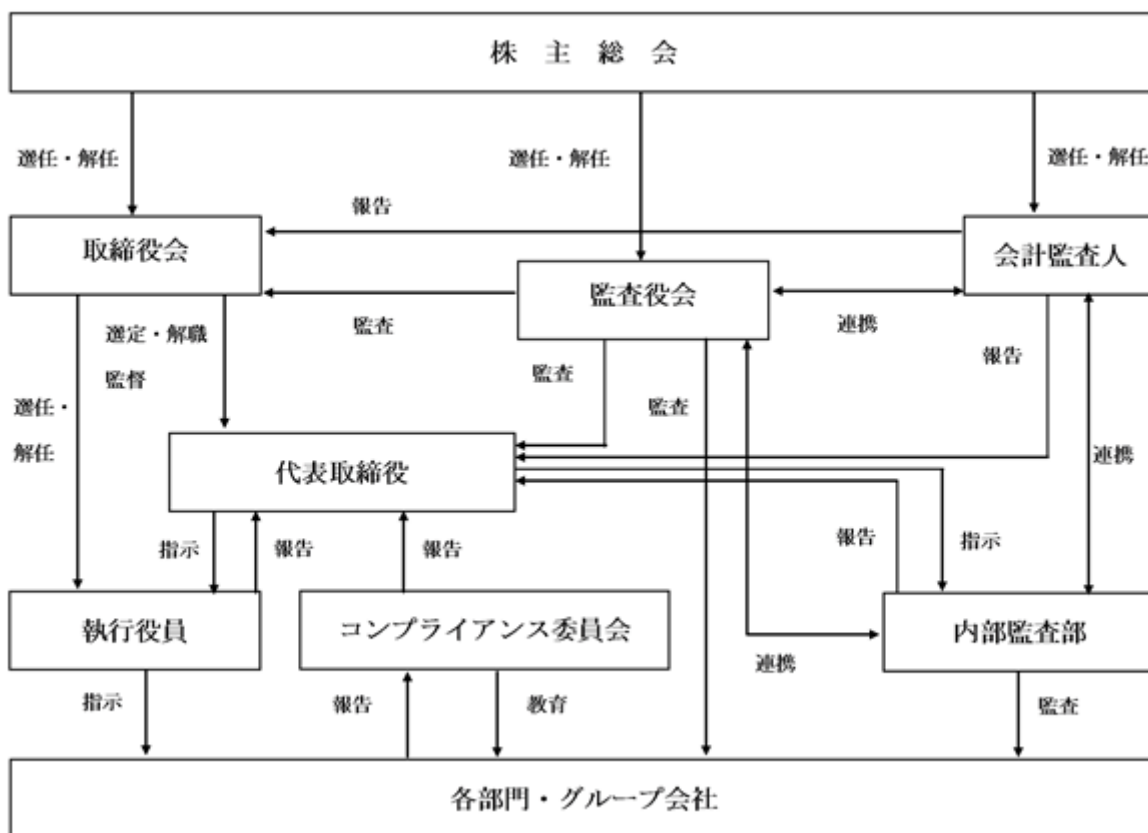 株 主 総 会
選任・解任
選任・解任
選任・解任
報告
取締役会
会計監査人
監査役会
監査
連携
選定・解職
監督
報告
監査
監査
選任・
解任
代表取締役
連携
指示
報告
報告
報告
指示
執行役員
コンプライアンス委員会
内部監査部
連携
指示
報告
教育
監査
各部門・グループ会社